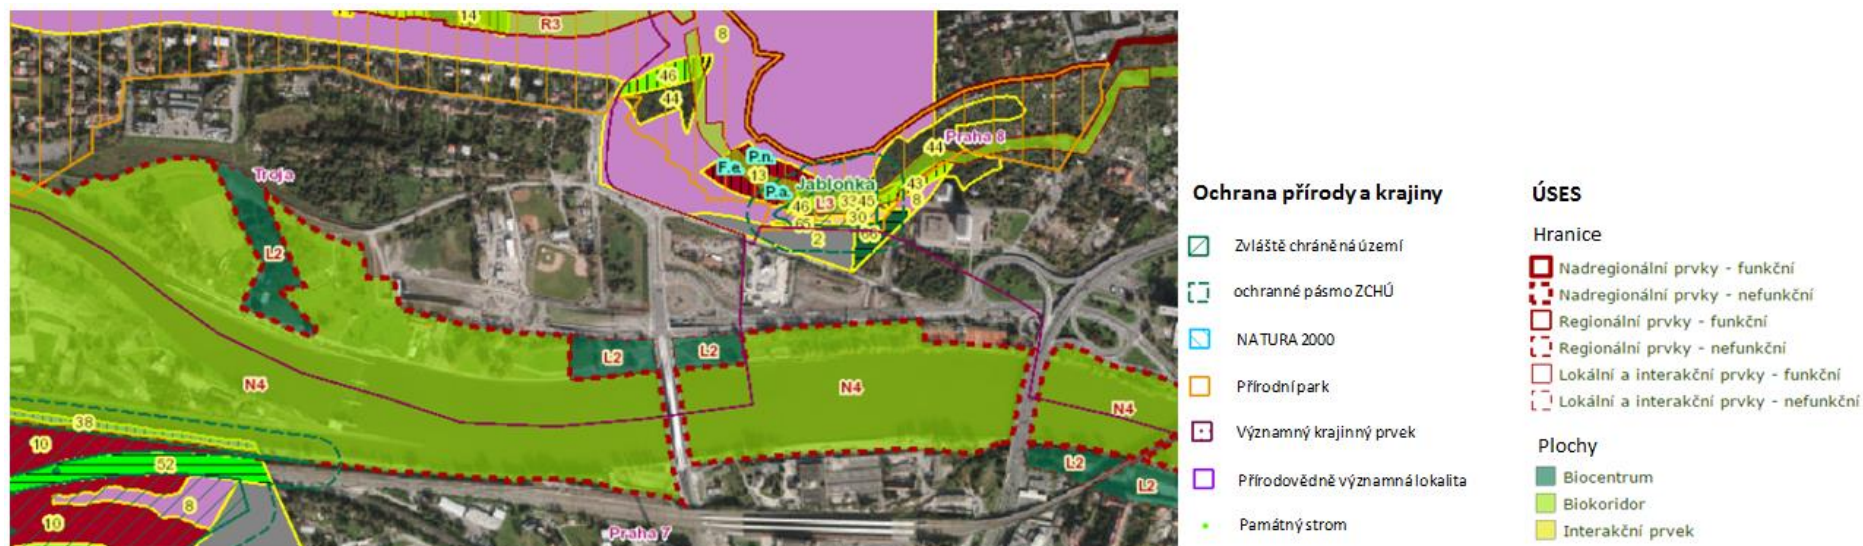 14
R3
8
46
44
Praha 8
44
P.n.
F.e.
13
Troja
P.a.
Jablonka
43
46
L3
33
45
8
30
65
66
2
L2
L2
L2
N4
N4
N4
38
10
52
L2
8
L2
10
Praha 7
Ochrana přírody a krajiny
Zvláště chráněná území
ochranné pásmo ZCHÚ
NATURA 2000
Přírodní park
Významný krajinný prvek
Přírodovědně významná lokalita
Památný strom
ÚSES
Hranice
Nadregionální prvky - funkční
Nadregionální prvky - nefunkční
Regionální prvky - funkční
Regionální prvky - nefunkční
Lokální a interakční prvky - funkční
Lokální a interakční prvky - nefunkční
Plochy
Biocentrum
Biokoridor
Interakční prvek